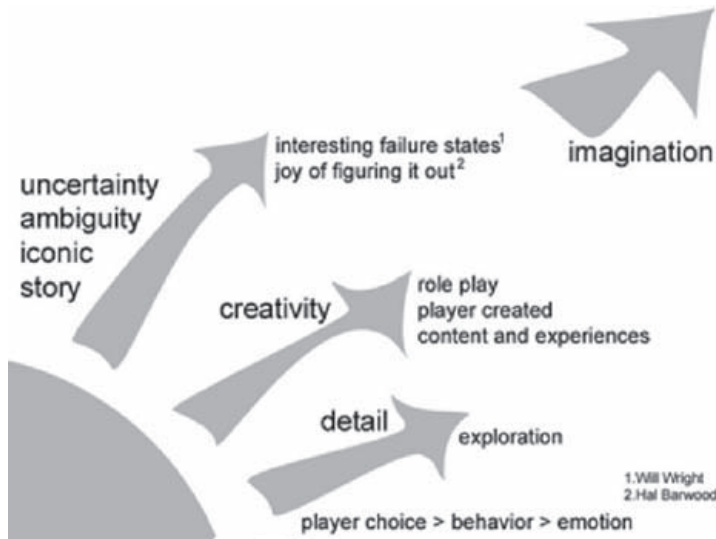 uncertainty
ambiguity
iconic
story
interesting failure states¹
joy of figuring it out²
imagination
creativity
role play
player created
content and experiences
detail
exploration
1.Will Wright
2.Hal Barwood
player choice > behavior > emotion